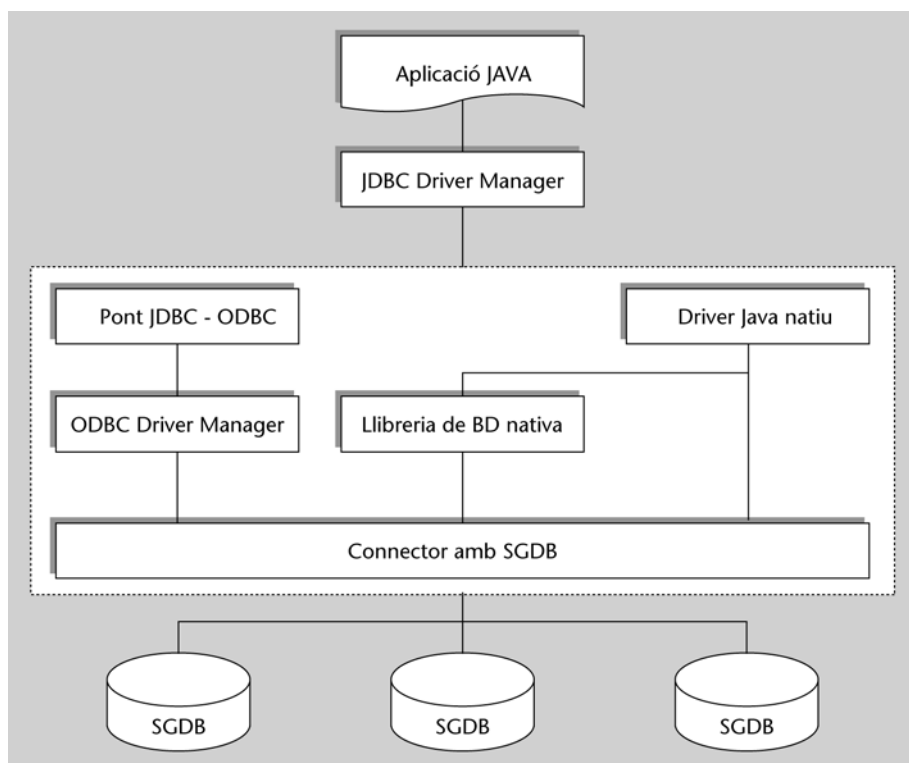 Aplicació JAVA
JDBC Driver Manager
Pont JDBC - ODBC
Driver Java natiu
ODBC Driver Manager
Llibreria de BD nativa
Connector amb SGDB
SGDB
SGDB
SGDB